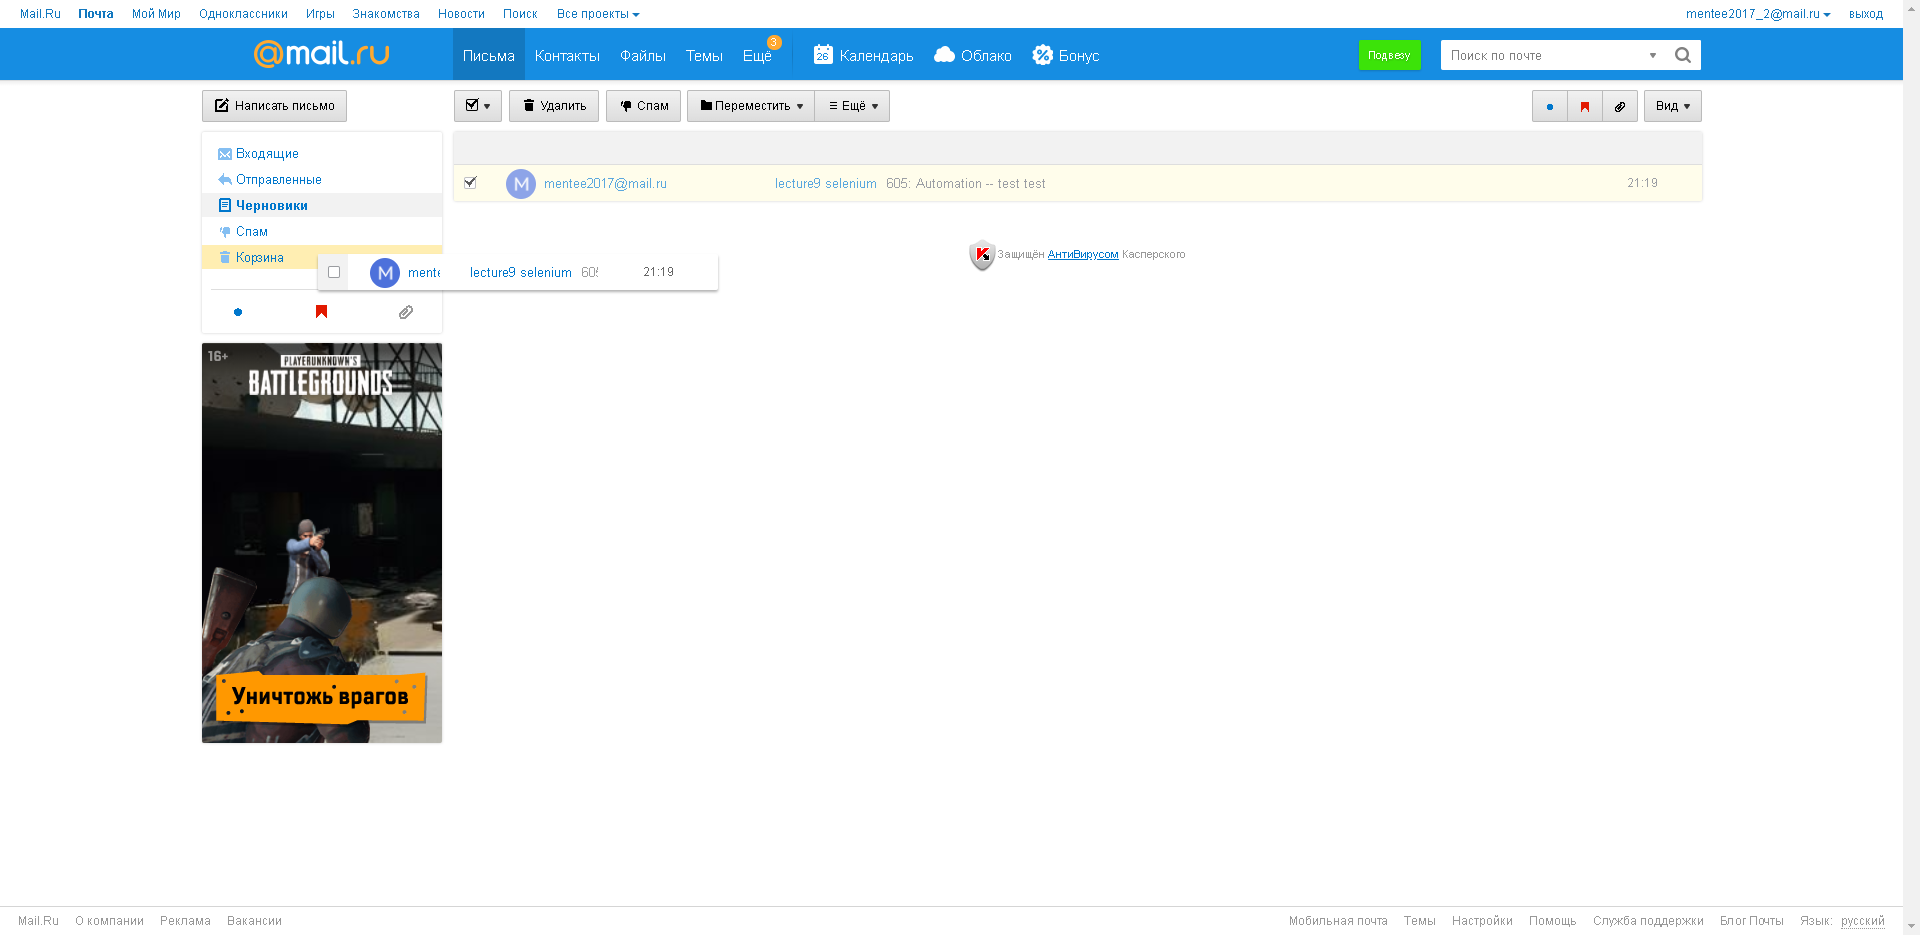 Mail.Ru Почта Мой Мир Одноклассники Игры Знакомства Новости Поиск Все проекты mentee2017_2@mail.ru выход
@mail.ru Письма Контакты Файлы Темы Ещё 3 26 Календарь Облако Бонус Подвезу Поиск по почте
Написать письмо Удалить Спам Переместить Ещё Вид
Входящие
M mentee2017@mail.ru lecture9 selenium 605: Automation -- test test 21:19
Отправленные
Черновики
Спам
Корзина
Защищён АнтиВирусом Касперского
M mente lecture9 selenium 605 21:19
16+
PLAYERUNKNOWN'S
BATTLEGROUNDS
Уничтожь врагов
Mail.Ru О компании Реклама Вакансии Мобильная почта Темы Настройки Помощь Служба поддержки Блог Почты Язык: русский